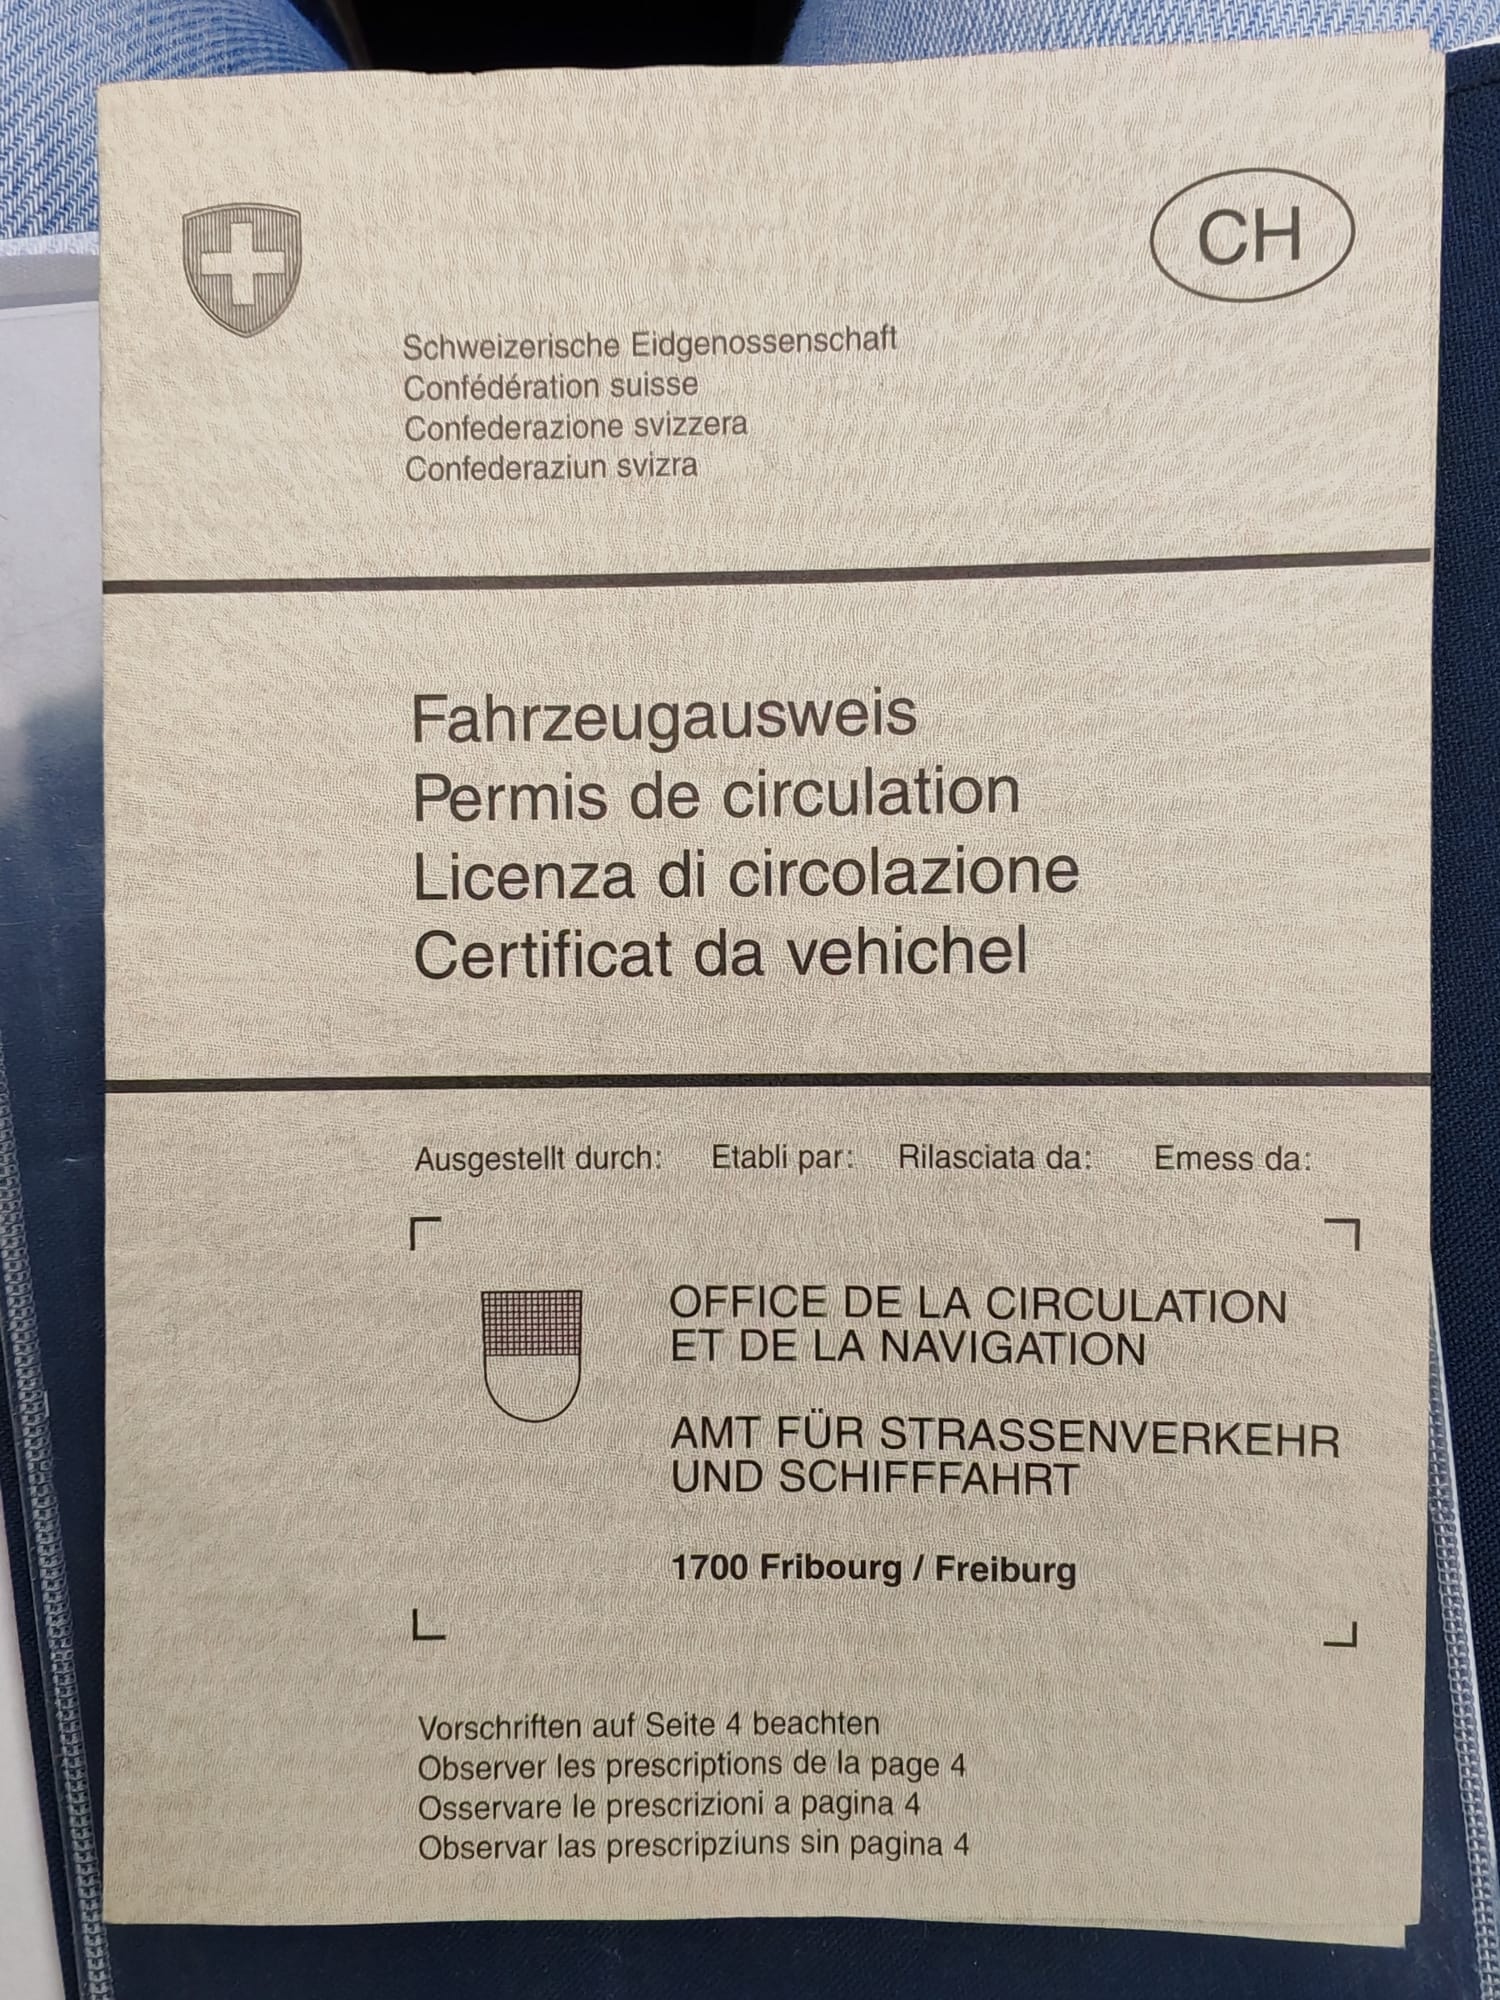 CH
Schweizerische Eidgenossenschaft
Confédération suisse
Confederazione svizzera
Confederaziun svizra
Fahrzeugausweis
Permis de circulation
Licenza di circolazione
Certificat da vehichel
Ausgestellt durch: Etabli par: Rilasciata da: Emess da:
OFFICE DE LA CIRCULATION
ET DE LA NAVIGATION
AMT FÜR STRASSENVERKEHR
UND SCHIFFFAHRT
1700 Fribourg / Freiburg
Vorschriften auf Seite 4 beachten
Observer les prescriptions de la page 4
Osservare le prescrizioni a pagina 4
Observar las prescripziuns sin pagina 4